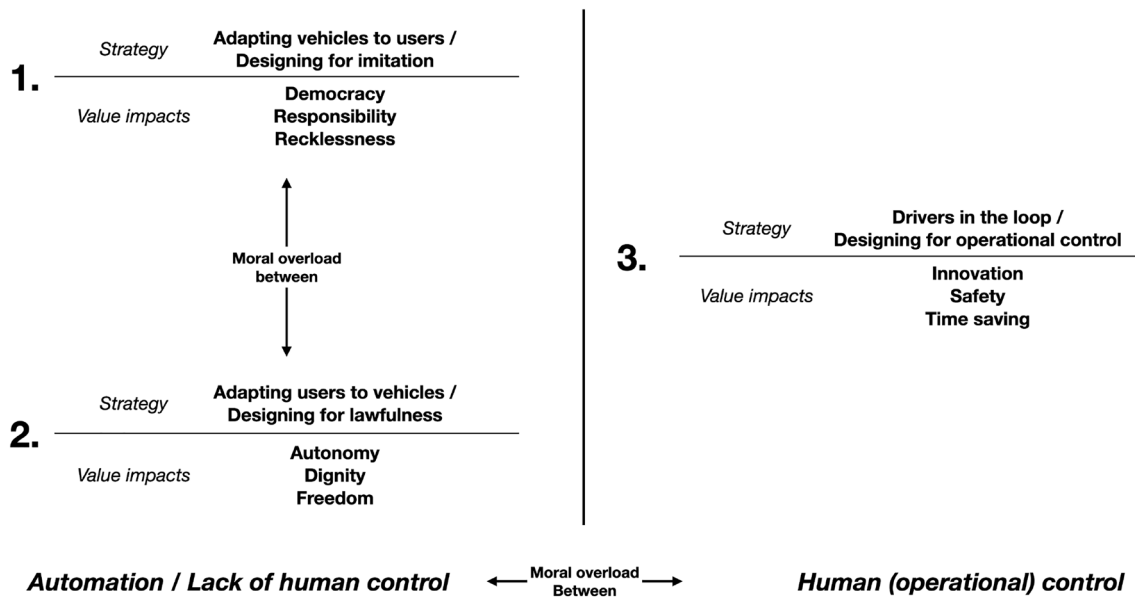 1.
Strategy
Adapting vehicles to users /
Designing for imitation
Value impacts
Democracy
Responsibility
Recklessness
Moral overload
between
2.
Strategy
Adapting users to vehicles /
Designing for lawfulness
Value impacts
Autonomy
Dignity
Freedom
3.
Strategy
Drivers in the loop /
Designing for operational control
Value impacts
Innovation
Safety
Time saving
Automation / Lack of human control
Moral overload
Between
Human (operational) control